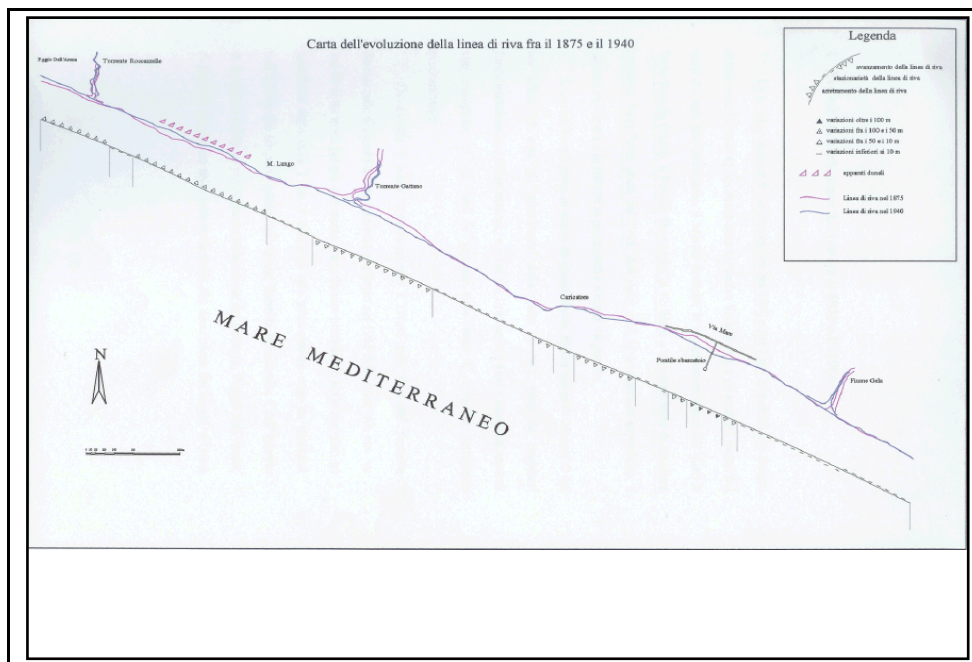 Carta dell'evoluzione della linea di riva fra il 1875 e il 1940
Legenda
avanzamento della linea di riva
stazionarietà della linea di riva
arretramento della linea di riva
variazioni oltre i 100 m
variazioni fra i 100 e i 50 m
variazioni fra i 50 e i 10 m
variazioni inferiori ai 10 m
apparati dunali
Linea di riva nel 1875
Linea di riva nel 1940
Torrente Roccazzelle
M. Lungo
Torrente Gattano
Caricatore
Via Mare
Pontile sbarcatoio
Fiume Gela
MARE MEDITERRANEO
N